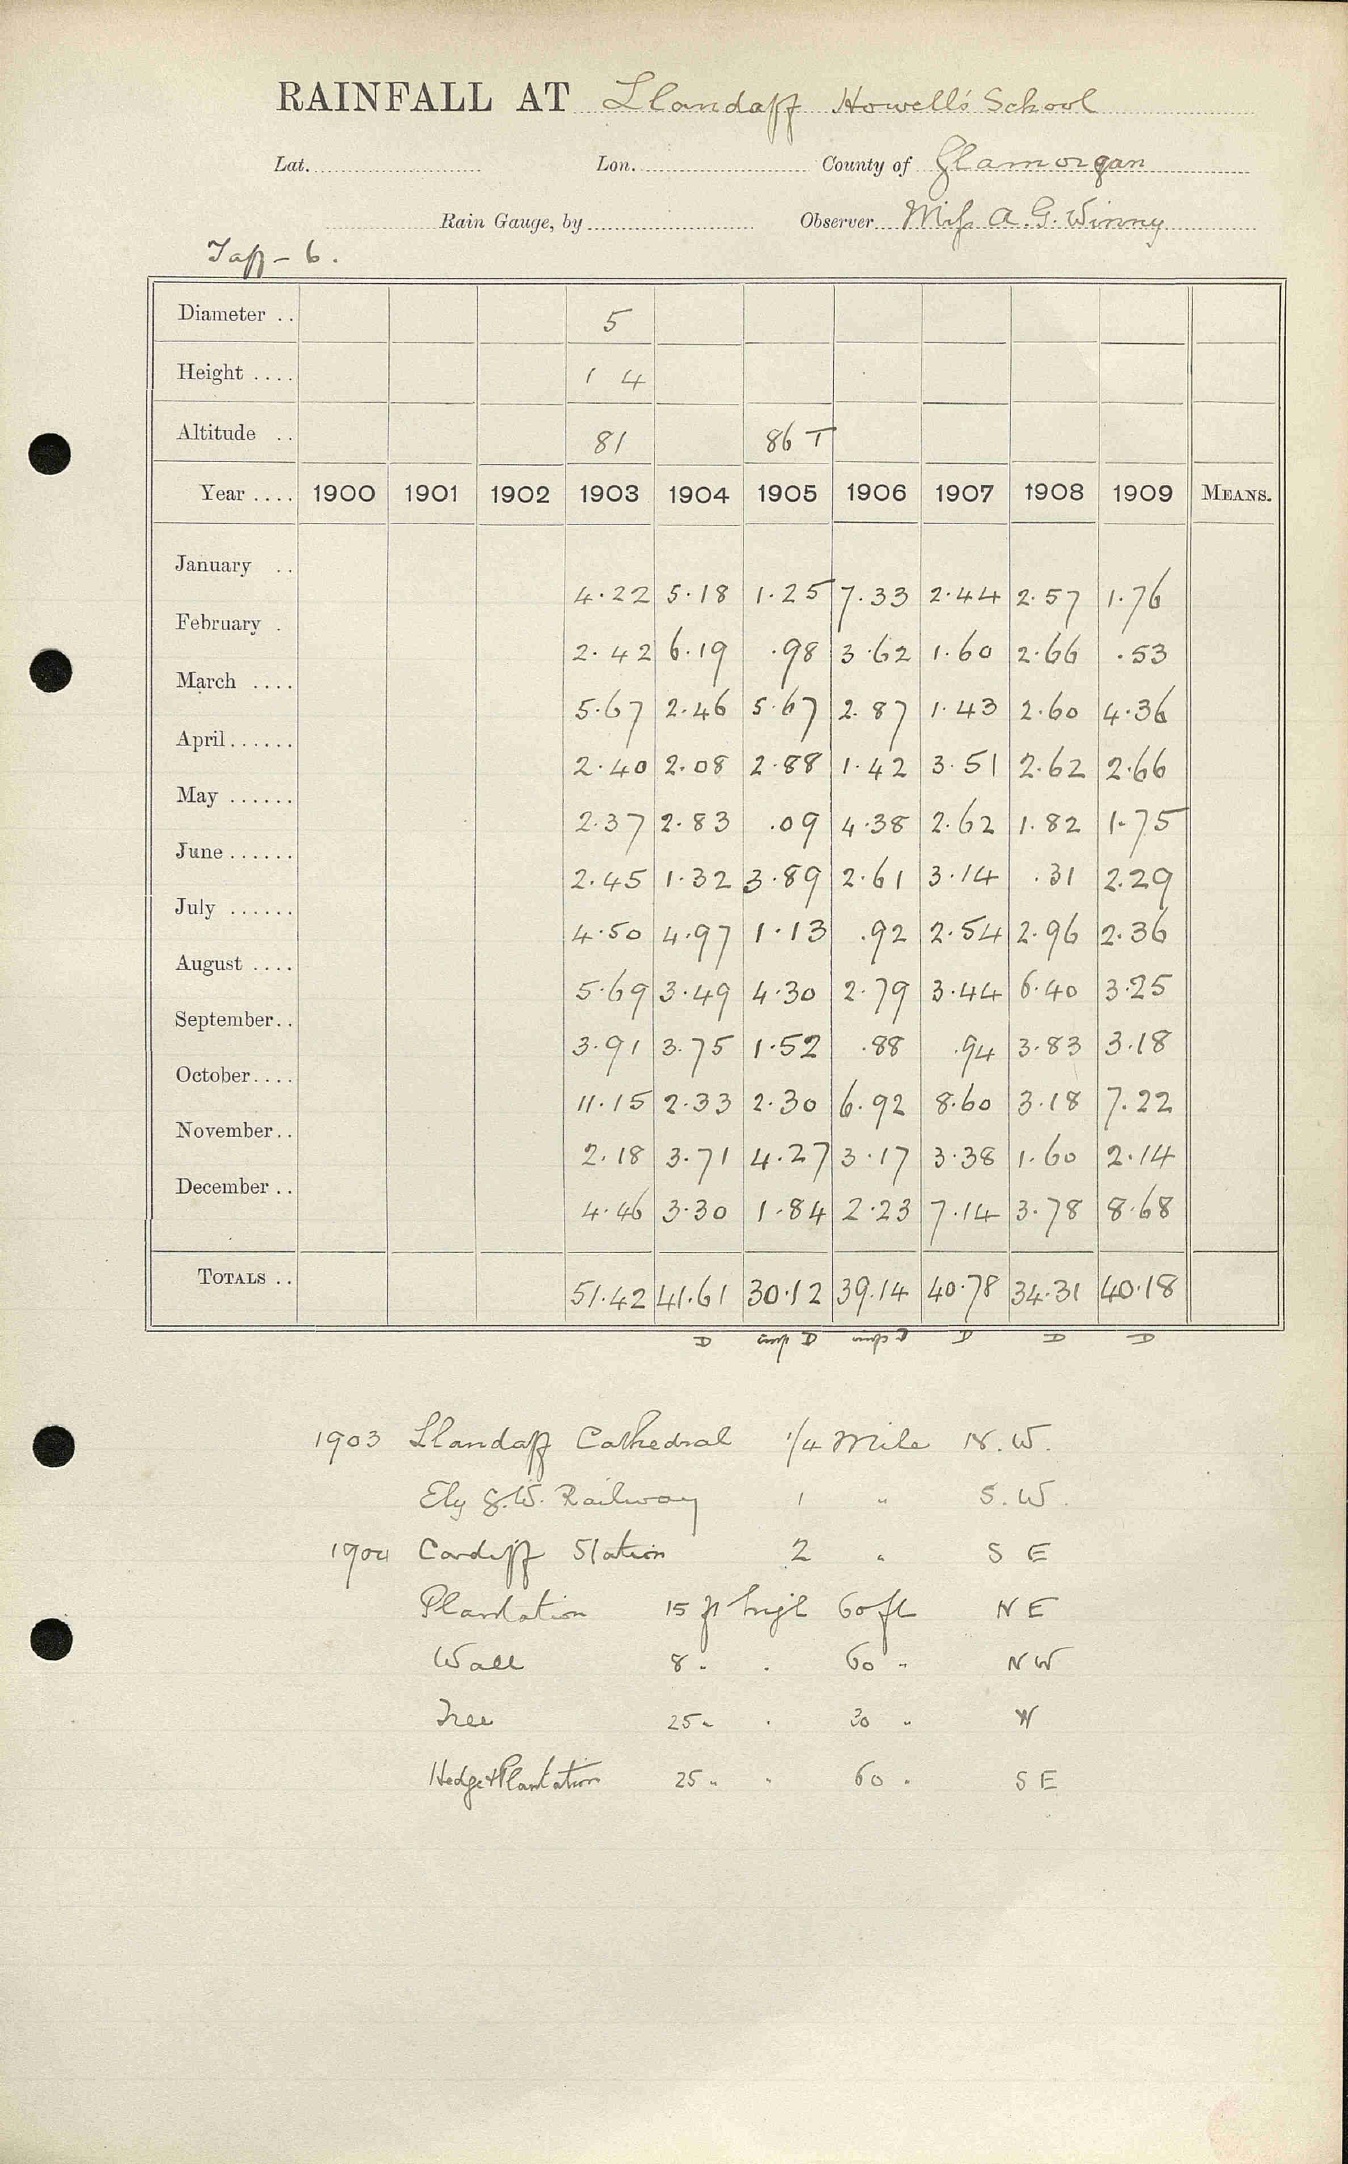 RAINFALL AT Llandaff Howell's School
Lat. Lon. County of Glamorgan
Rain Gauge, by Observer Miss A. G. Winny
Taff - 6.
Diameter .. 5
Height .... 1 4
Altitude .. 81 86 T
Year .... 1900 1901 1902 1903 1904 1905 1906 1907 1908 1909 MEANS.
January .. 4.22 5.18 1.25 7.33 2.44 2.57 1.76
February . 2.42 6.19 .98 3.62 1.60 2.66 .53
March .... 5.67 2.46 5.67 2.87 1.43 2.60 4.36
April ...... 2.40 2.08 2.88 1.42 3.51 2.62 2.66
May ...... 2.37 2.83 .09 4.38 2.62 1.82 1.75
June ...... 2.45 1.32 3.89 2.61 3.14 .31 2.29
July ...... 4.50 4.97 1.13 .92 2.54 2.96 2.36
August .... 5.69 3.49 4.30 2.79 3.44 6.40 3.25
September.. 3.91 3.75 1.52 .88 .94 3.83 3.18
October.... 11.15 2.33 2.30 6.92 8.60 3.18 7.22
November.. 2.18 3.71 4.27 3.17 3.38 1.60 2.14
December .. 4.46 3.30 1.84 2.23 7.14 3.78 8.68
TOTALS .. 51.42 41.61 30.12 39.14 40.78 34.31 40.18
D D D D D D
1903 Llandaff Cathedral 1/4 Mile N. W.
Ely G.W. Railway 1 " S. W.
1904 Cardiff Station 2 " S E
Plantation 15 ft high 60 ft N E
Wall 8 " " 60 " N W
Tree 25 " " 30 " W
Hedge & Plantation 25 " " 60 " S E